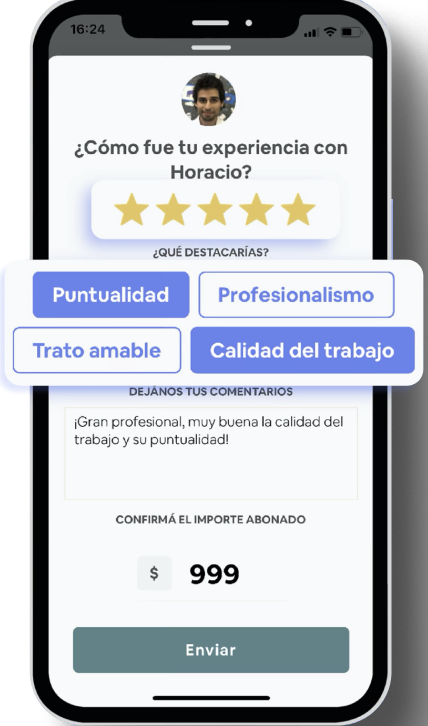 16:24
¿Cómo fue tu experiencia con
Horacio?
¿QUÉ DESTACARÍAS?
Puntualidad
Profesionalismo
Trato amable
Calidad del trabajo
DEJÁNOS TUS COMENTARIOS
¡Gran profesional, muy buena la calidad del
trabajo y su puntualidad!
CONFIRMÁ EL IMPORTE ABONADO
$ 999
Enviar